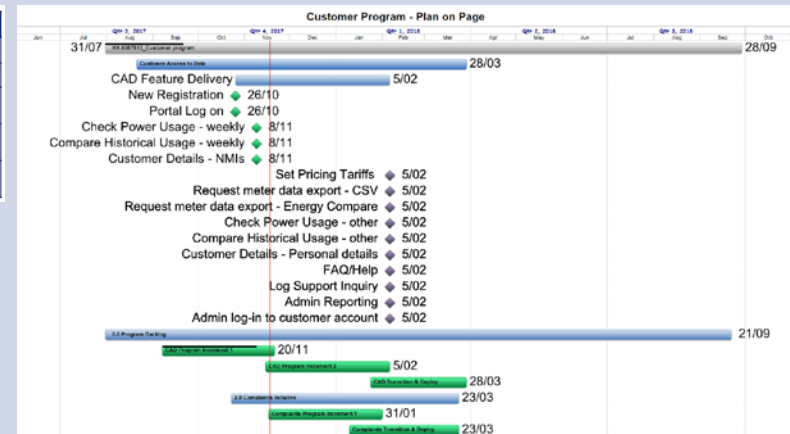 Customer Program - Plan on Page
Qtr 3, 2017 Qtr 4, 2017 Qtr 1, 2018 Qtr 2, 2018 Qtr 3, 2018
Jun Jul Aug Sep Oct Nov Dec Jan Feb Mar Apr May Jun Jul Aug Sep Oct
31/07 Customer program 28/09
Customer Access to Data 28/03
CAD Feature Delivery 5/02
New Registration 26/10
Portal Log on 26/10
Check Power Usage - weekly 8/11
Compare Historical Usage - weekly 8/11
Customer Details - NMIs 8/11
Set Pricing Tariffs 5/02
Request meter data export - CSV 5/02
Request meter data export - Energy Compare 5/02
Check Power Usage - other 5/02
Compare Historical Usage - other 5/02
Customer Details - Personal details 5/02
FAQ/Help 5/02
Log Support Inquiry 5/02
Admin Reporting 5/02
Admin log-in to customer account 5/02
Program Backlog 21/09
CAD Program Increment 1 20/11
CAD Program Increment 2 5/02
CAD Transition & Deploy 28/03
2.0 Complaints Initiative 23/03
Complaints Program Increment 1 31/01
Complaints Transition & Deploy 23/03